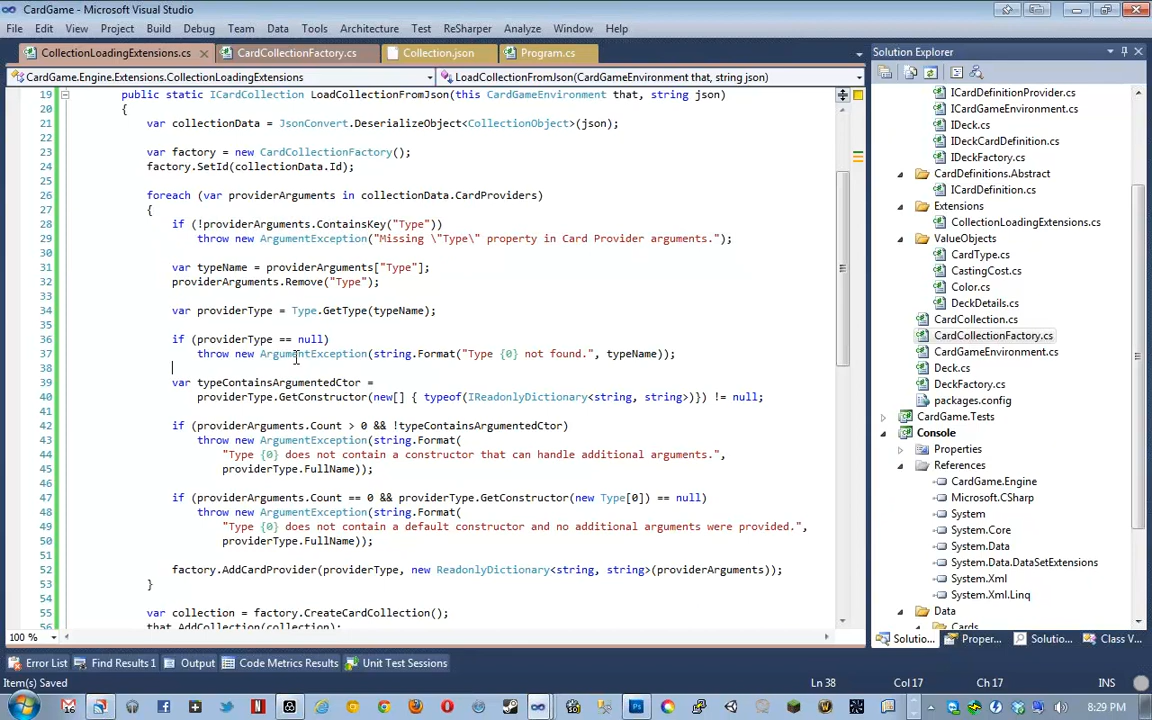 CardGame - Microsoft Visual Studio
File Edit View Project Build Debug Team Data Tools Architecture Test ReSharper Analyze Window Help
CollectionLoadingExtensions.cs CardCollectionFactory.cs Collection.json Program.cs
CardGame.Engine.Extensions.CollectionLoadingExtensions LoadCollectionFromJson(CardGameEnvironment that, string json)
19 public static ICardCollection LoadCollectionFromJson(this CardGameEnvironment that, string json)
20 {
21 var collectionData = JsonConvert.DeserializeObject<CollectionObject>(json);
22
23 var factory = new CardCollectionFactory();
24 factory.SetId(collectionData.Id);
25
26 foreach (var providerArguments in collectionData.CardProviders)
27 {
28 if (!providerArguments.ContainsKey("Type"))
29 throw new ArgumentException("Missing \"Type\" property in Card Provider arguments.");
30
31 var typeName = providerArguments["Type"];
32 providerArguments.Remove("Type");
33
34 var providerType = Type.GetType(typeName);
35
36 if (providerType == null)
37 throw new ArgumentException(string.Format("Type {0} not found.", typeName));
38
39 var typeContainsArgumentedCtor =
40 providerType.GetConstructor(new[] { typeof(IReadonlyDictionary<string, string>)}) != null;
41
42 if (providerArguments.Count > 0 && !typeContainsArgumentedCtor)
43 throw new ArgumentException(string.Format(
44 "Type {0} does not contain a constructor that can handle additional arguments.",
45 providerType.FullName));
46
47 if (providerArguments.Count == 0 && providerType.GetConstructor(new Type[0]) == null)
48 throw new ArgumentException(string.Format(
49 "Type {0} does not contain a default constructor and no additional arguments were provided.",
50 providerType.FullName));
51
52 factory.AddCardProvider(providerType, new ReadonlyDictionary<string, string>(providerArguments));
53 }
54
55 var collection = factory.CreateCardCollection();
56 that.AddCollection(collection);
100 %
Solution Explorer
ICardDefinitionProvider.cs
ICardGameEnvironment.cs
IDeck.cs
IDeckCardDefinition.cs
IDeckFactory.cs
CardDefinitions.Abstract
ICardDefinition.cs
Extensions
CollectionLoadingExtensions.cs
ValueObjects
CardType.cs
CastingCost.cs
Color.cs
DeckDetails.cs
CardCollection.cs
CardCollectionFactory.cs
CardGameEnvironment.cs
Deck.cs
DeckFactory.cs
packages.config
CardGame.Tests
Console
Properties
References
CardGame.Engine
Microsoft.CSharp
System
System.Core
System.Data
System.Data.DataSetExtensions
System.Xml
System.Xml.Linq
Data
Cards
Solutio... Proper... Solutio... Class V...
Error List Find Results 1 Output Code Metrics Results Unit Test Sessions
Item(s) Saved Ln 38 Col 17 Ch 17 INS
16
8:29 PM